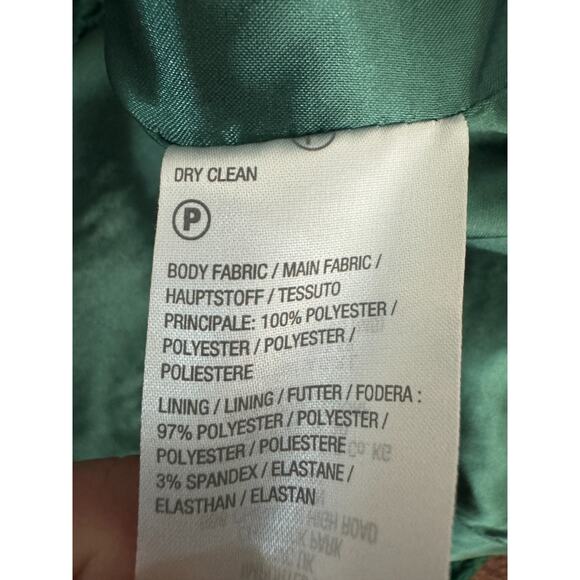 DRY CLEAN
P
BODY FABRIC / MAIN FABRIC /
HAUPTSTOFF / TESSUTO
PRINCIPALE: 100% POLYESTER /
POLYESTER / POLYESTER /
POLIESTERE
LINING / LINING / FUTTER / FODERA :
97% POLYESTER / POLYESTER /
POLYESTER / POLIESTERE
3% SPANDEX / ELASTANE /
ELASTHAN / ELASTAN